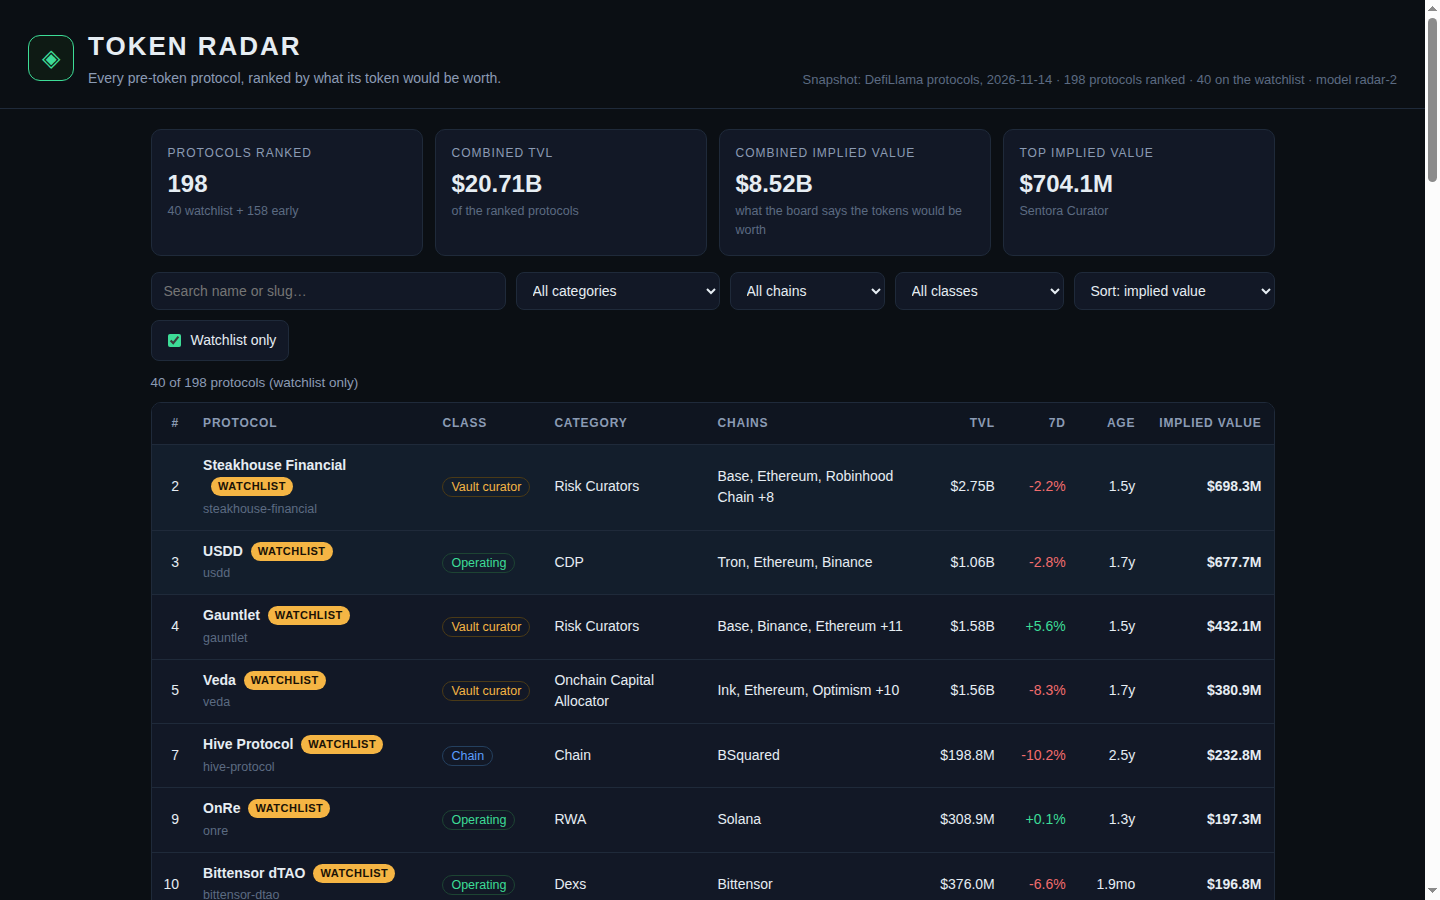 TOKEN RADAR
Every pre-token protocol, ranked by what its token would be worth.
Snapshot: DefiLlama protocols, 2026-11-14 · 198 protocols ranked · 40 on the watchlist · model radar-2
PROTOCOLS RANKED
198
40 watchlist + 158 early
COMBINED TVL
$20.71B
of the ranked protocols
COMBINED IMPLIED VALUE
$8.52B
what the board says the tokens would be
worth
TOP IMPLIED VALUE
$704.1M
Sentora Curator
Search name or slug…
All categories
All chains
All classes
Sort: implied value
Watchlist only
40 of 198 protocols (watchlist only)
# PROTOCOL CLASS CATEGORY CHAINS TVL 7D AGE IMPLIED VALUE
2 Steakhouse Financial WATCHLIST steakhouse-financial Vault curator Risk Curators Base, Ethereum, Robinhood Chain +8 $2.75B -2.2% 1.5y $698.3M
3 USDD WATCHLIST usdd Operating CDP Tron, Ethereum, Binance $1.06B -2.8% 1.7y $677.7M
4 Gauntlet WATCHLIST gauntlet Vault curator Risk Curators Base, Binance, Ethereum +11 $1.58B +5.6% 1.5y $432.1M
5 Veda WATCHLIST veda Vault curator Onchain Capital Allocator Ink, Ethereum, Optimism +10 $1.56B -8.3% 1.7y $380.9M
7 Hive Protocol WATCHLIST hive-protocol Chain Chain BSquared $198.8M -10.2% 2.5y $232.8M
9 OnRe WATCHLIST onre Operating RWA Solana $308.9M +0.1% 1.3y $197.3M
10 Bittensor dTAO WATCHLIST bittensor-dtao Operating Dexs Bittensor $376.0M -6.6% 1.9mo $196.8M